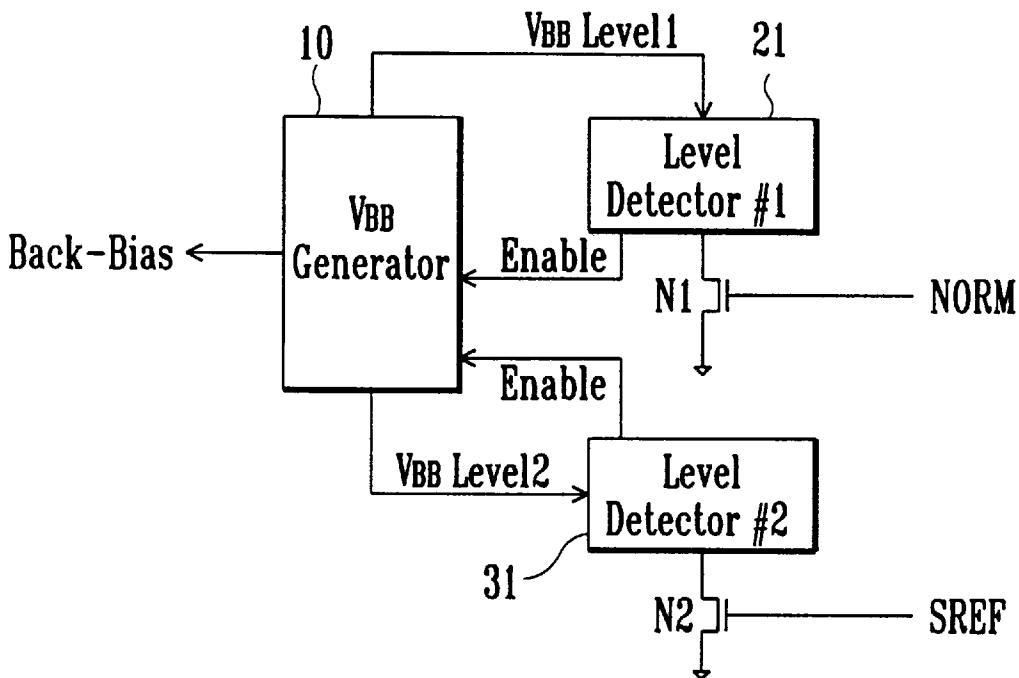 VBB Level1
10
21
Level
Detector #1
VBB
Generator
Back-Bias
Enable
N1
NORM
Enable
VBB Level2
Level
Detector #2
31
N2
SREF